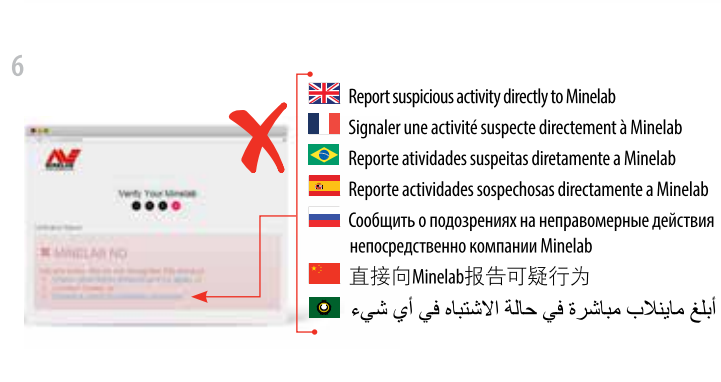 6
Report suspicious activity directly to Minelab
Signaler une activité suspecte directement à Minelab
Reporte atividades suspeitas diretamente a Minelab
Reporte actividades sospechosas directamente a Minelab
Сообщить о подозрениях на неправомерные действия
непосредственно компании Minelab
直接向Minelab报告可疑行为
أبلغ ماينلاب مباشرة في حالة الاشتباه في أي شيء
MINELAB
Verify Your Minelab
MINELAB NO